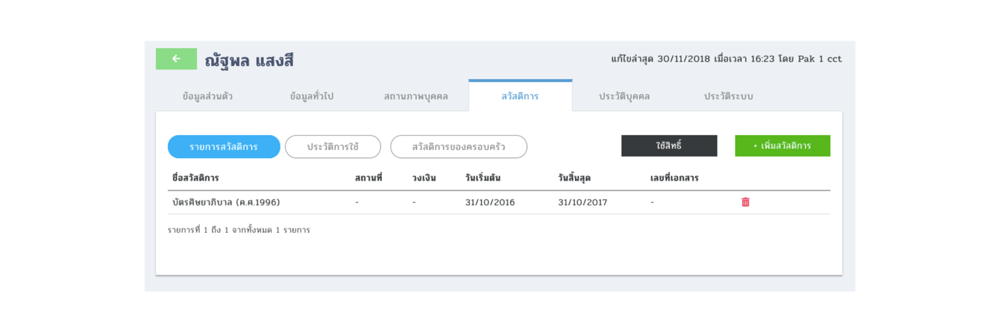 ณัฐพล แสงสี
แก้ไขล่าสุด 30/11/2018 เมื่อเวลา 16:23 โดย Pak 1 cct
ข้อมูลส่วนตัว ข้อมูลทั่วไป สถานภาพบุคคล สวัสดิการ ประวัติบุคคล ประวัติระบบ
รายการสวัสดิการ ประวัติการใช้ สวัสดิการของครอบครัว ใช้สิทธิ์ + เพิ่มสวัสดิการ
ชื่อสวัสดิการ สถานที่ วงเงิน วันเริ่มต้น วันสิ้นสุด เลขที่เอกสาร
บัตรศิษยาภิบาล (ค.ศ.1996) - - 31/10/2016 31/10/2017 -
รายการที่ 1 ถึง 1 จากทั้งหมด 1 รายการ